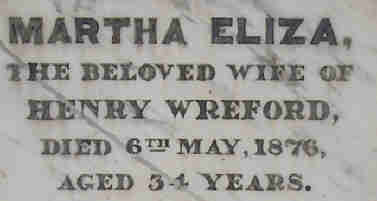 MARTHA ELIZA,
THE BELOVED WIFE OF
HENRY WREFORD,
DIED 6TH MAY, 1876,
AGED 34 YEARS.